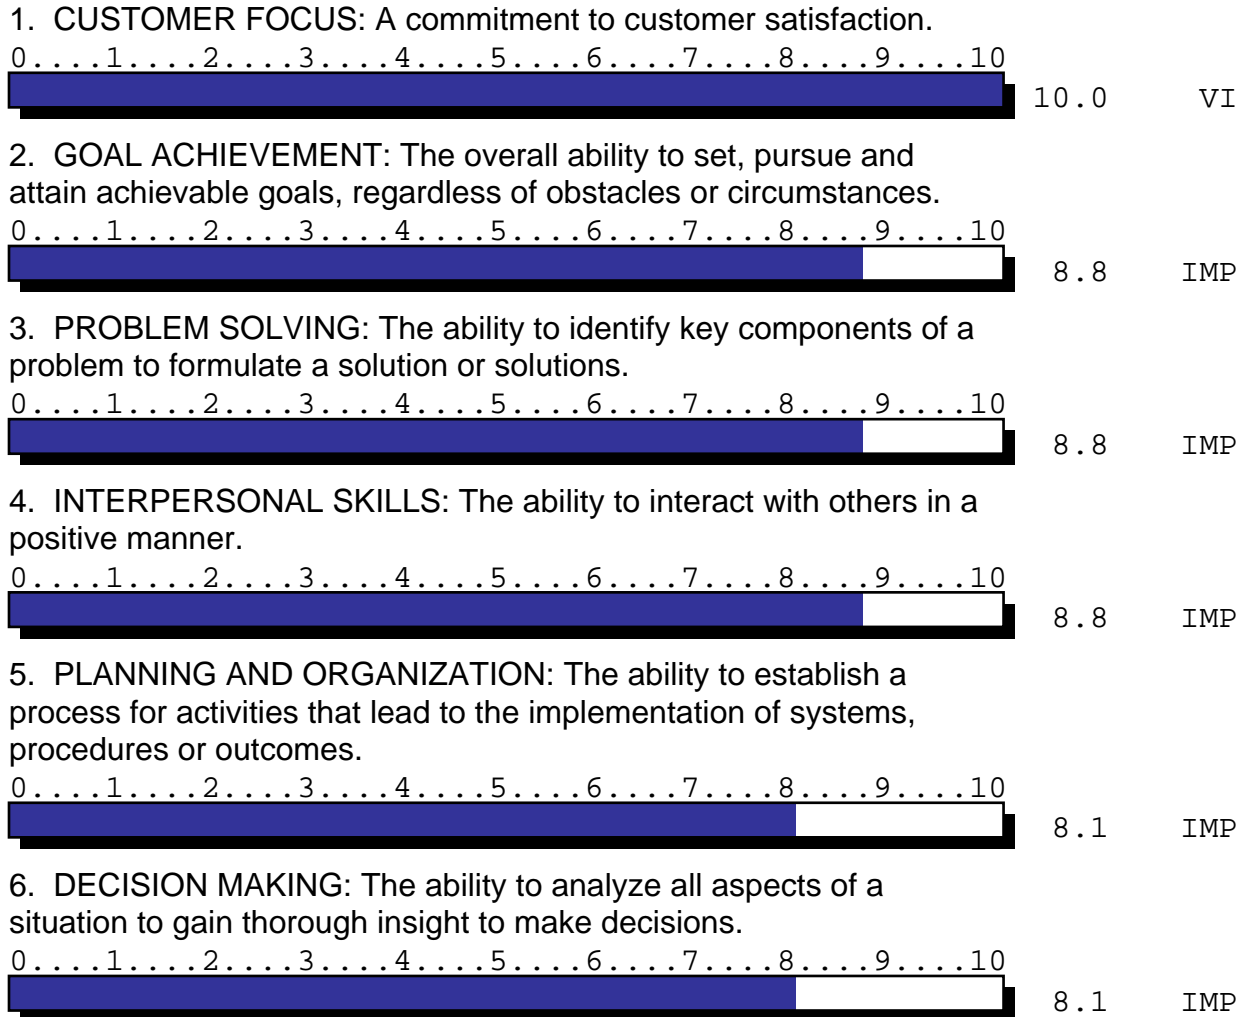 1. CUSTOMER FOCUS: A commitment to customer satisfaction.
0....1....2....3....4....5....6....7....8....9....10
10.0 VI
2. GOAL ACHIEVEMENT: The overall ability to set, pursue and
attain achievable goals, regardless of obstacles or circumstances.
0....1....2....3....4....5....6....7....8....9....10
8.8 IMP
3. PROBLEM SOLVING: The ability to identify key components of a
problem to formulate a solution or solutions.
0....1....2....3....4....5....6....7....8....9....10
8.8 IMP
4. INTERPERSONAL SKILLS: The ability to interact with others in a
positive manner.
0....1....2....3....4....5....6....7....8....9....10
8.8 IMP
5. PLANNING AND ORGANIZATION: The ability to establish a
process for activities that lead to the implementation of systems,
procedures or outcomes.
0....1....2....3....4....5....6....7....8....9....10
8.1 IMP
6. DECISION MAKING: The ability to analyze all aspects of a
situation to gain thorough insight to make decisions.
0....1....2....3....4....5....6....7....8....9....10
8.1 IMP